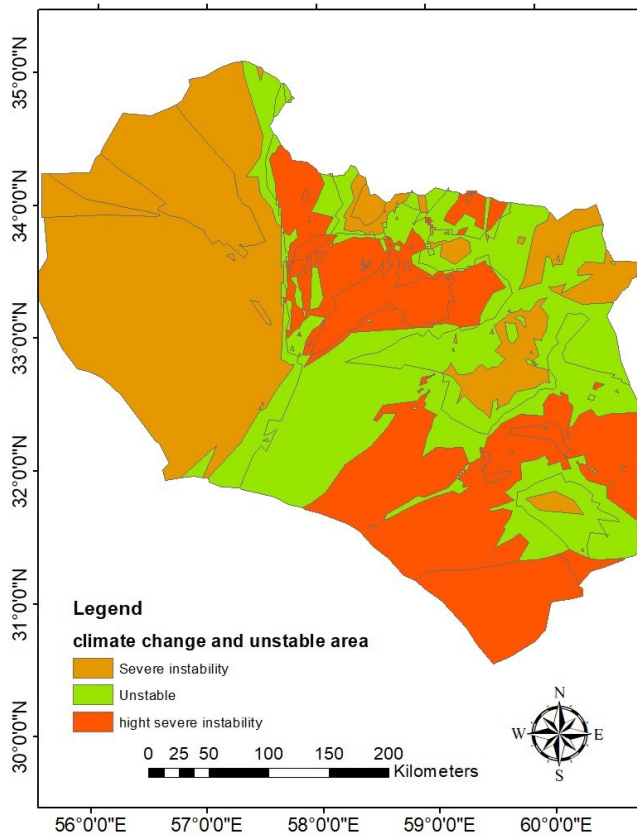 35°0'0"N
34°0'0"N
33°0'0"N
32°0'0"N
31°0'0"N
30°0'0"N
Legend
climate change and unstable area
Severe instability
Unstable
hight severe instability
0 25 50 100 150 200
Kilometers
N
W E
S
56°0'0"E 57°0'0"E 58°0'0"E 59°0'0"E 60°0'0"E